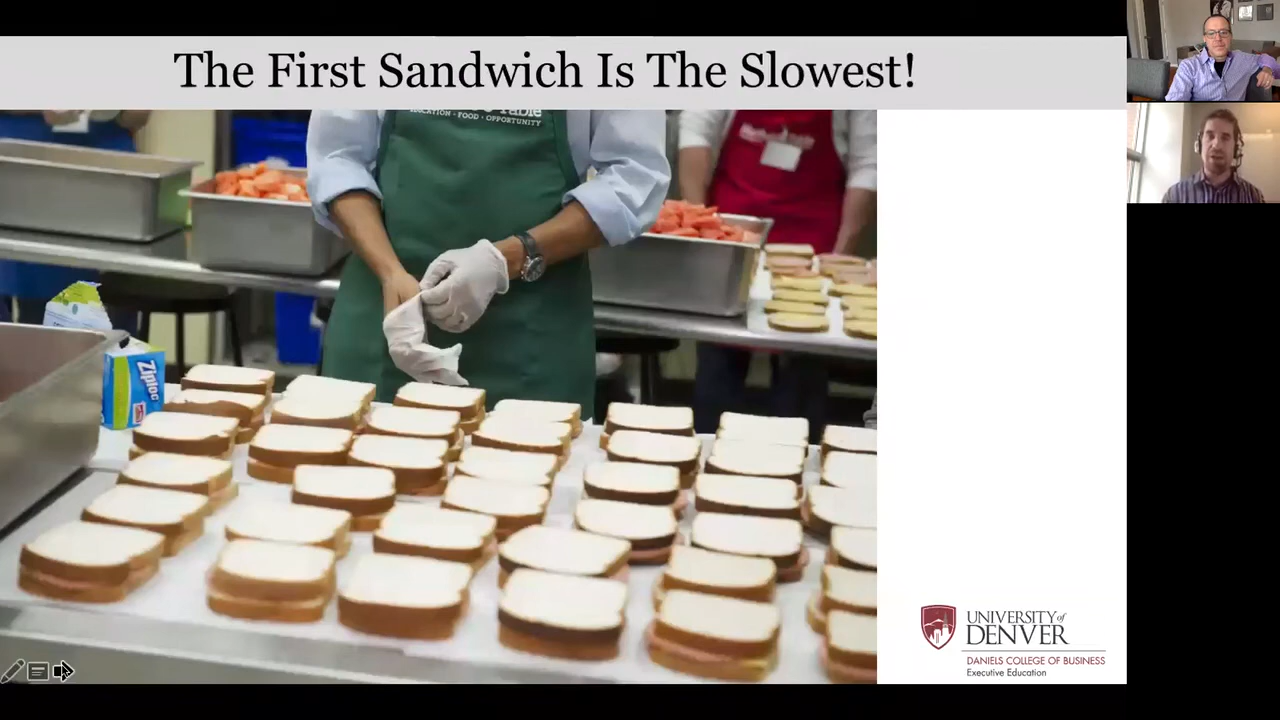 The First Sandwich Is The Slowest!
EDUCATION · FOOD · OPPORTUNITY
Ziploc
UNIVERSITY of
DENVER
DANIELS COLLEGE OF BUSINESS
Executive Education